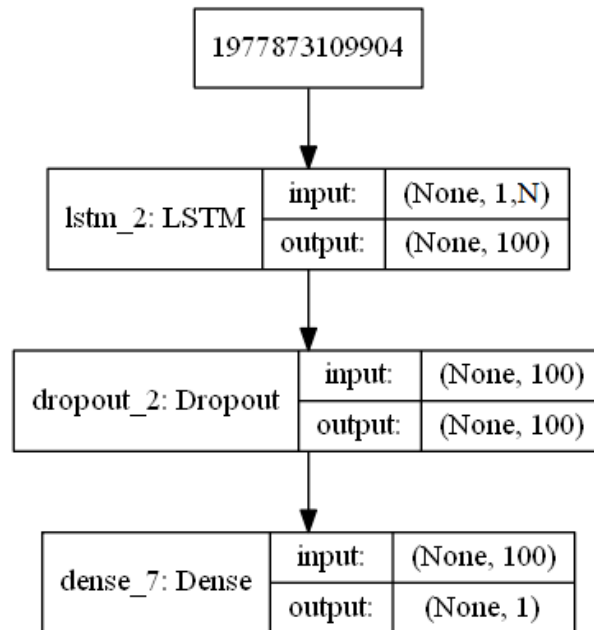 1977873109904
lstm_2: LSTM
input:
(None, 1,N)
output:
(None, 100)
dropout_2: Dropout
input:
(None, 100)
output:
(None, 100)
dense_7: Dense
input:
(None, 100)
output:
(None, 1)